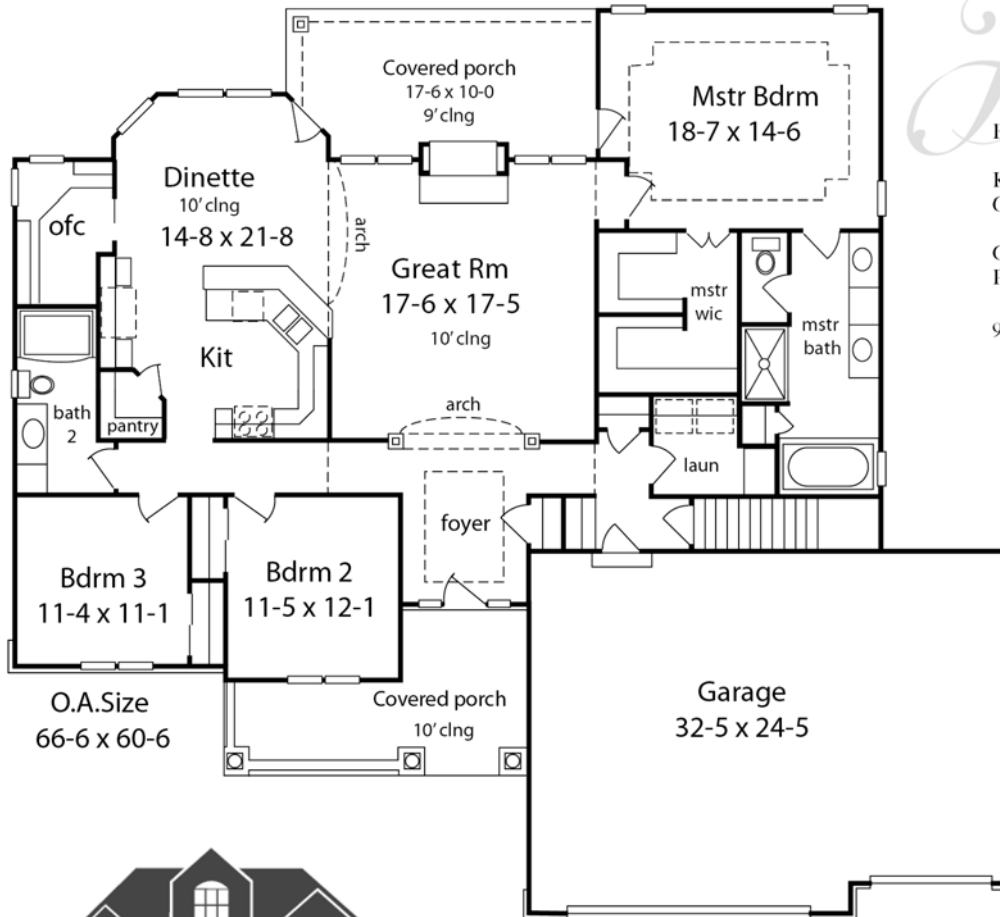 Covered porch
17-6 x 10-0
9' clng
Mstr Bdrm
18-7 x 14-6
Dinette
10' clng
14-8 x 21-8
ofc
arch
Great Rm
17-6 x 17-5
10' clng
mstr
wic
mstr
bath
Kit
bath
2
pantry
arch
laun
foyer
Bdrm 3
11-4 x 11-1
Bdrm 2
11-5 x 12-1
O.A.Size
66-6 x 60-6
Covered porch
10' clng
Garage
32-5 x 24-5